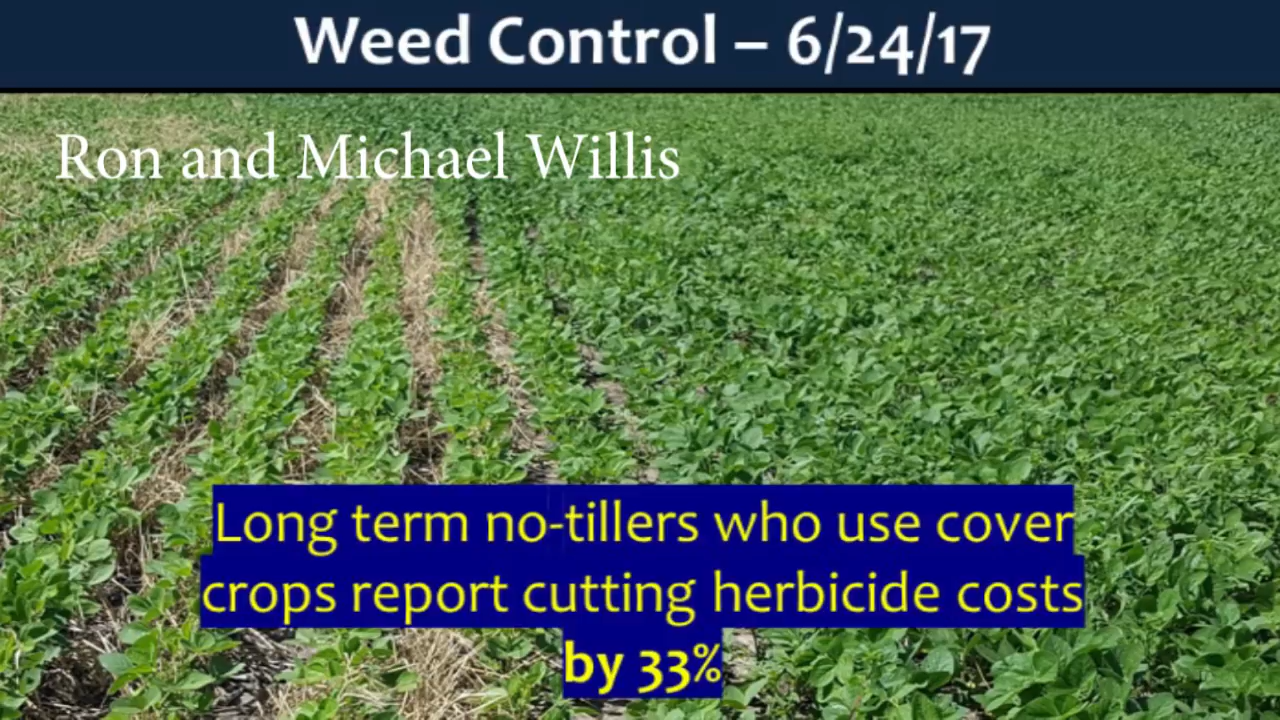 Weed Control – 6/24/17
Ron and Michael Willis
Long term no-tillers who use cover
crops report cutting herbicide costs
by 33%